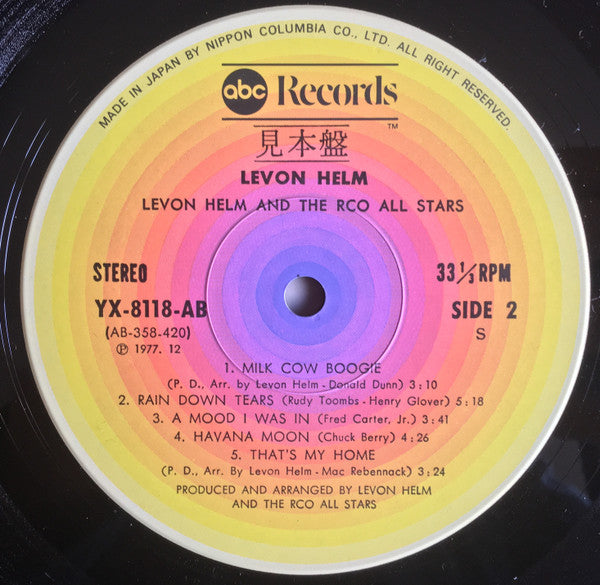 MADE IN JAPAN BY NIPPON COLUMBIA CO., LTD. ALL RIGHT RESERVED.
abc Records
TM
見本盤
LEVON HELM
LEVON HELM AND THE RCO ALL STARS
STEREO 33 1/3 RPM
YX-8118-AB SIDE 2
(AB-358-420) S
Ⓟ 1977. 12
1. MILK COW BOOGIE
(P. D., Arr. by Levon Helm - Donald Dunn) 3 : 10
2. RAIN DOWN TEARS (Rudy Toombs - Henry Glover) 5 : 18
3. A MOOD I WAS IN (Fred Carter, Jr.) 3 : 41
4. HAVANA MOON (Chuck Berry) 4 : 26
5. THAT'S MY HOME
(P. D., Arr. By Levon Helm - Mac Rebennack) 3 : 24
PRODUCED AND ARRANGED BY LEVON HELM
AND THE RCO ALL STARS